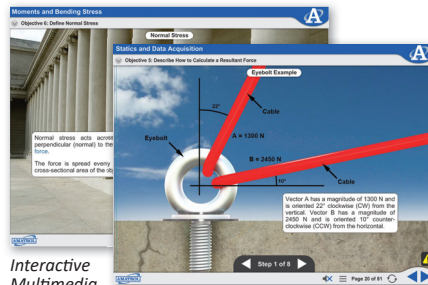 Moments and Bending Stress
A
Objective 6: Define Normal Stress
Normal Stress
Normal stress acts across
perpendicular (normal) to the
force.
The force is spread every
cross-sectional area of the ob
AMATROL
Statics and Data Acquisition
A
Objective 5: Describe How to Calculate a Resultant Force
Eyebolt Example
22°
Cable
A = 1300 N
Eyebolt
B = 2450 N
10°
Cable
Vector A has a magnitude of 1300 N and
is oriented 22° clockwise (CW) from the
vertical. Vector B has a magnitude of
2450 N and is oriented 10° counter-
clockwise (CCW) from the horizontal.
Step 1 of 8
AMATROL
Page 20 of 81
Interactive
Multimedia